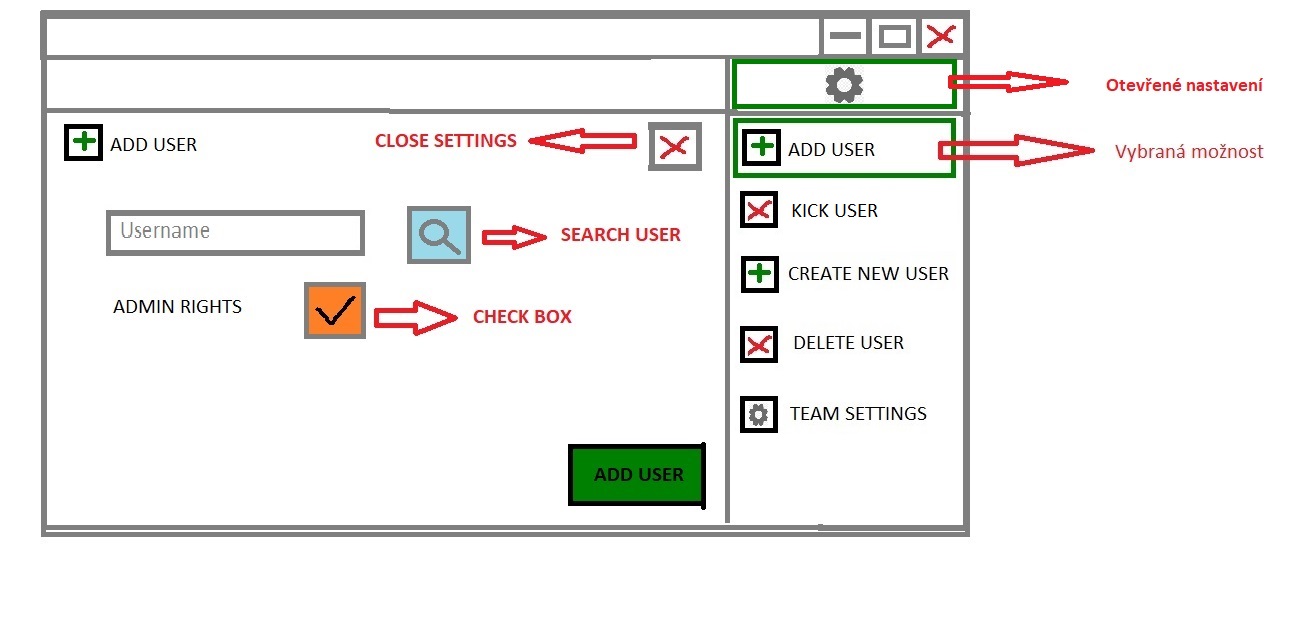 Otevřené nastavení
ADD USER
CLOSE SETTINGS
ADD USER
Vybraná možnost
KICK USER
Username
SEARCH USER
CREATE NEW USER
ADMIN RIGHTS
CHECK BOX
DELETE USER
TEAM SETTINGS
ADD USER